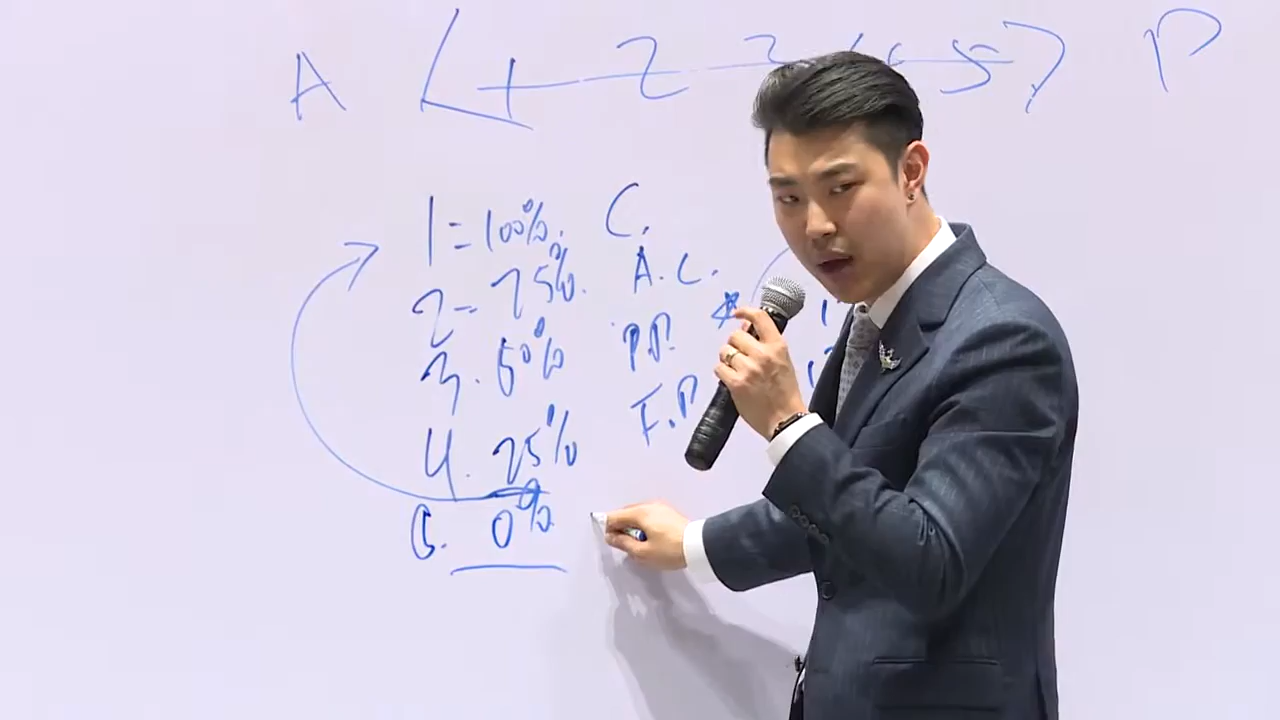 A 1 2 3 4 5 P
1 = 100%. C.
2 - 75%. A.C.
3. 50% P.P.
4. 25% F.P
5. 0%